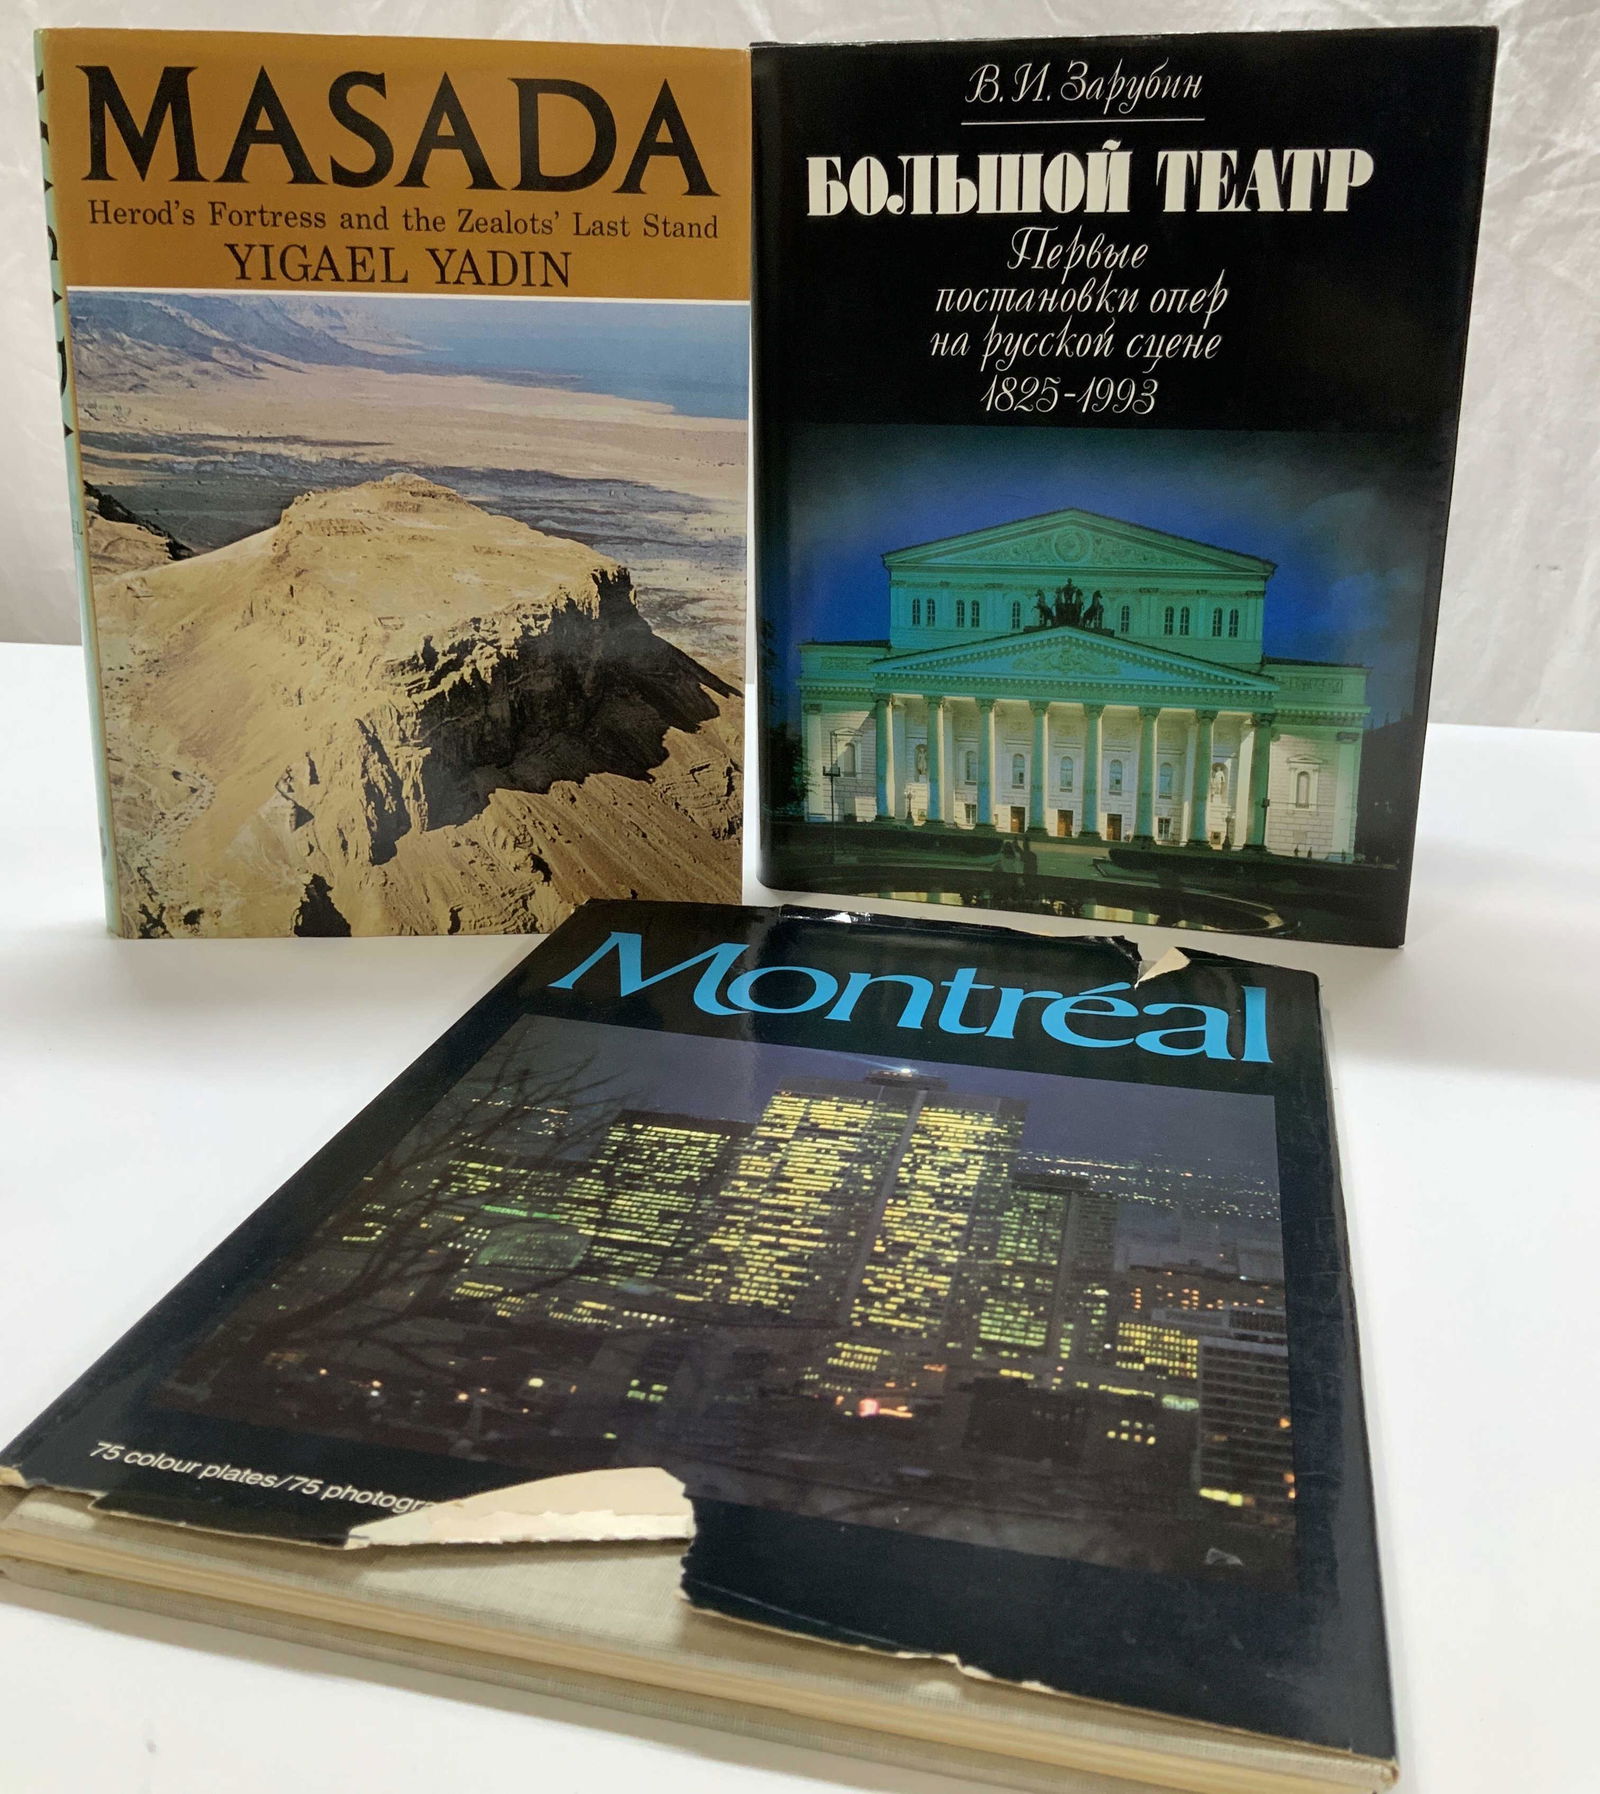 MASADA
Herod's Fortress and the Zealots' Last Stand
YIGAEL YADIN
MASADA
В. И. Зарубин
БОЛЬШОЙ ТЕАТР
Первые
постановки опер
на русской сцене
1825-1993
Montréal
75 colour plates/75